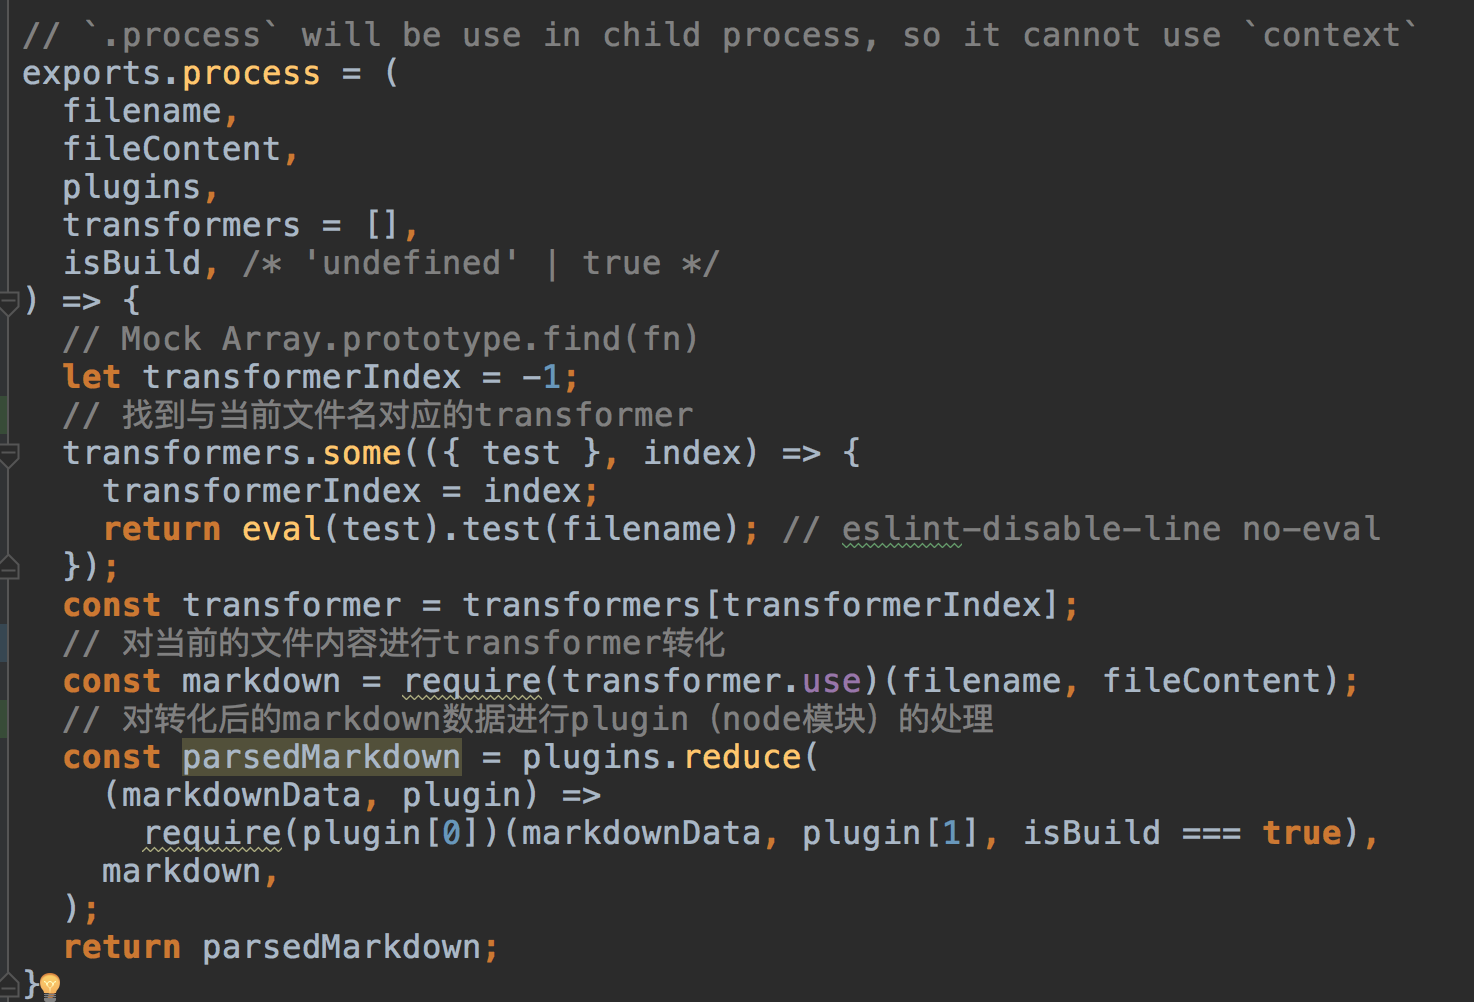 // `.process` will be use in child process, so it cannot use `context`
exports.process = (
  filename,
  fileContent,
  plugins,
  transformers = [],
  isBuild, /* 'undefined' | true */
) => {
  // Mock Array.prototype.find(fn)
  let transformerIndex = -1;
  // 找到与当前文件名对应的transformer
  transformers.some(({ test }, index) => {
    transformerIndex = index;
    return eval(test).test(filename); // eslint-disable-line no-eval
  });
  const transformer = transformers[transformerIndex];
  // 对当前的文件内容进行transformer转化
  const markdown = require(transformer.use)(filename, fileContent);
  // 对转化后的markdown数据进行plugin（node模块）的处理
  const parsedMarkdown = plugins.reduce(
    (markdownData, plugin) =>
      require(plugin[0])(markdownData, plugin[1], isBuild === true),
    markdown,
  );
  return parsedMarkdown;
}